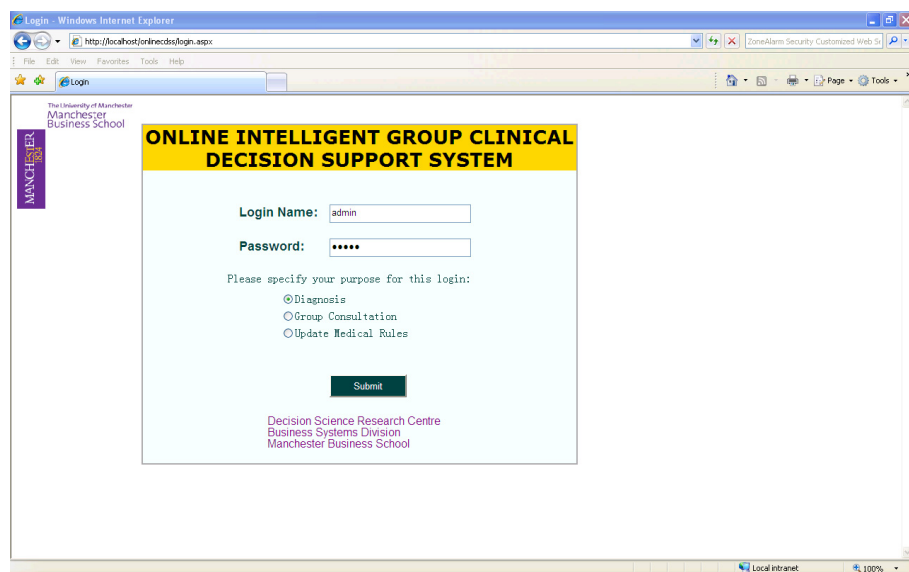 Login - Windows Internet Explorer
http://localhost/onlinecdss/login.aspx
ZoneAlarm Security Customized Web Se
File Edit View Favorites Tools Help
Login
Page
Tools
The University of Manchester
Manchester
Business School
MANCHESTER
1824
ONLINE INTELLIGENT GROUP CLINICAL
DECISION SUPPORT SYSTEM
Login Name:
admin
Password:
•••••
Please specify your purpose for this login:
Diagnosis
Group Consultation
Update Medical Rules
Submit
Decision Science Research Centre
Business Systems Division
Manchester Business School
Local intranet
100%